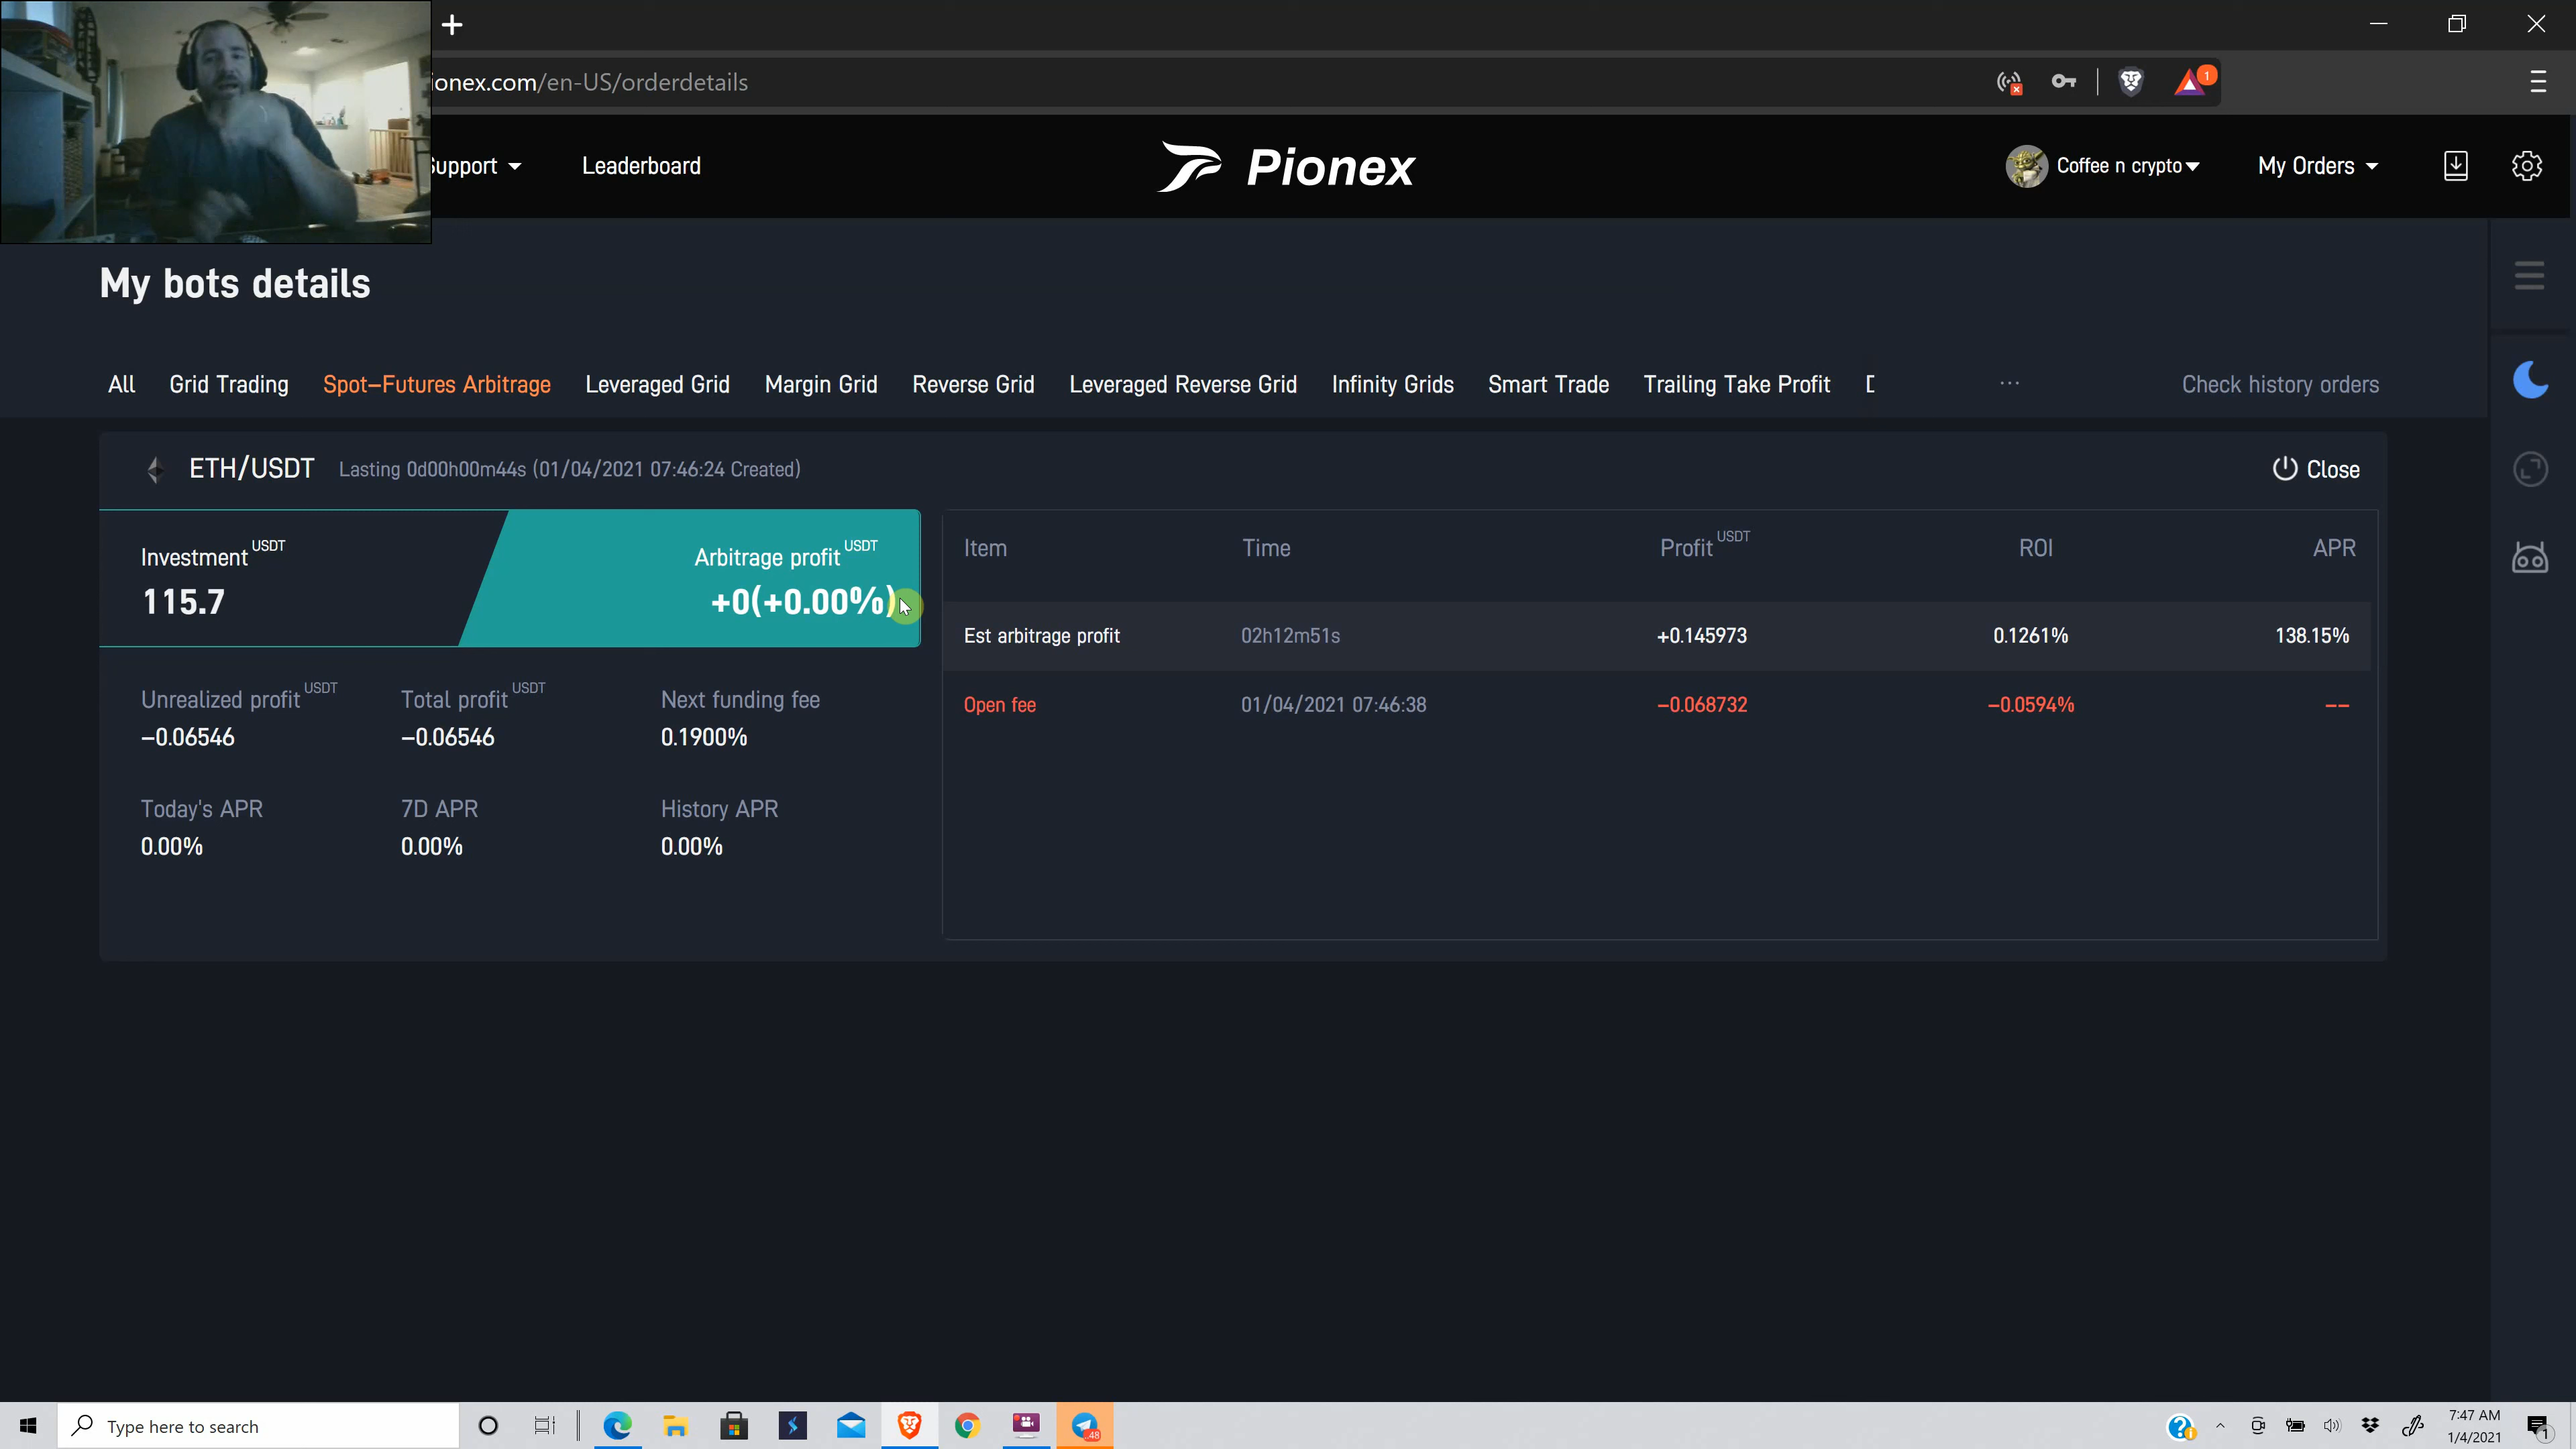 ionex.com/en-US/orderdetails
1
upport
Leaderboard
Pionex
Coffee n crypto
My Orders
My bots details
All
Grid Trading
Spot–Futures Arbitrage
Leveraged Grid
Margin Grid
Reverse Grid
Leveraged Reverse Grid
Infinity Grids
Smart Trade
Trailing Take Profit
...
Check history orders
ETH/USDT
Lasting 0d00h00m44s (01/04/2021 07:46:24 Created)
Close
Investment USDT
115.7
Arbitrage profit USDT
+0(+0.00%)
Unrealized profit USDT
–0.06546
Total profit USDT
–0.06546
Next funding fee
0.1900%
Today's APR
0.00%
7D APR
0.00%
History APR
0.00%
Item Time Profit USDT ROI APR
Est arbitrage profit 02h12m51s +0.145973 0.1261% 138.15%
Open fee 01/04/2021 07:46:38 –0.068732 –0.0594% ––
Type here to search
48
7:47 AM
1/4/2021
1